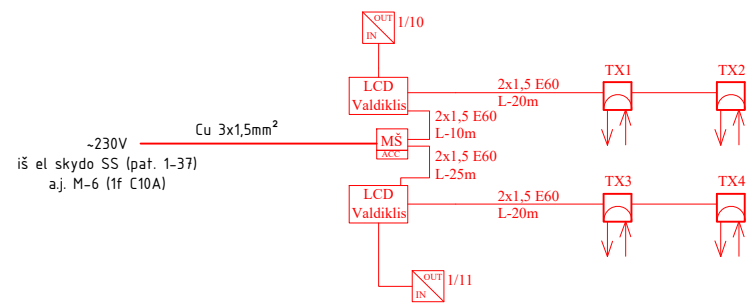 OUT
IN
1/10
LCD
Valdiklis
2x1,5 E60
L-20m
TX1
TX2
2x1,5 E60
L-10m
Cu 3x1,5mm²
~230V
iš el skydo SS (pat. 1-37)
a.j. M-6 (1f C10A)
MŠ
ACC
2x1,5 E60
L-25m
LCD
Valdiklis
2x1,5 E60
L-20m
TX3
TX4
OUT
IN
1/11